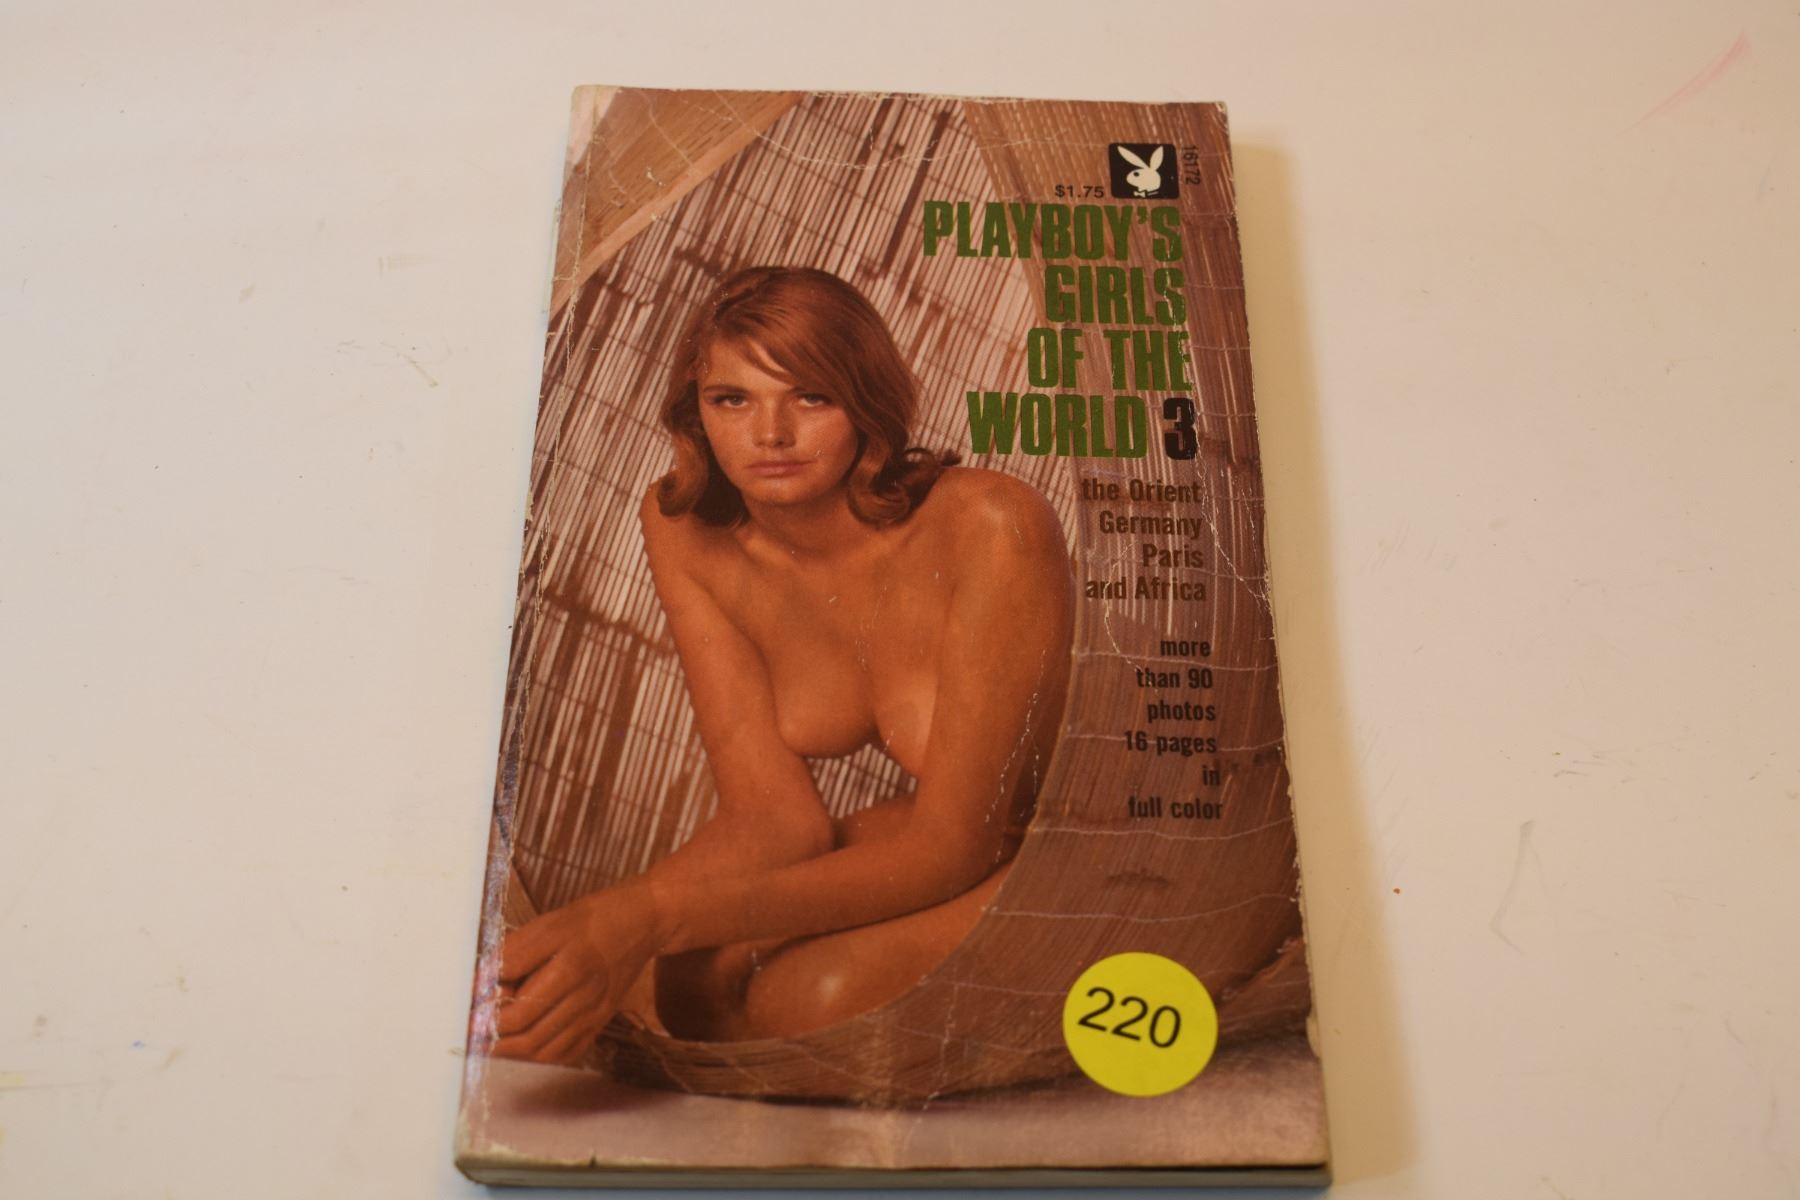 $1.75
16172
PLAYBOY'S
GIRLS
OF THE
WORLD 3
the Orient
Germany
Paris
and Africa
more
than 90
photos
16 pages
in
full color
220